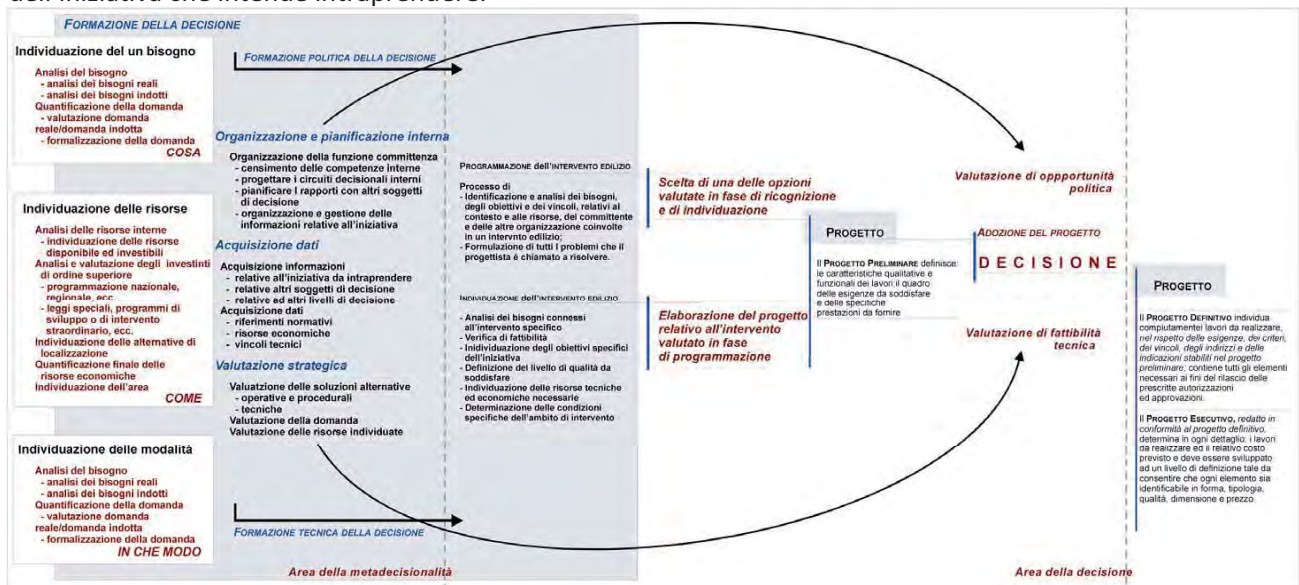 dell'iniziativa che intende intraprendere.
FORMAZIONE DELLA DECISIONE
Individuazione del un bisogno
Analisi del bisogno
- analisi dei bisogni reali
- analisi dei bisogni indotti
Quantificazione della domanda
- valutazione domanda
reale/domanda indotta
- formalizzazione della domanda
COSA
Individuazione delle risorse
Analisi delle risorse interne
- individuazione delle risorse
disponibile ed investibili
Analisi e valutazione degli investinti
di ordine superiore
- programmazione nazionale,
regionale, ecc.
- leggi speciali, programmi di
sviluppo o di intervento
straordinario, ecc.
Individuazione delle alternative di
localizzazione
Quantificazione finale delle
risorse economiche
Individuazione dell'area
COME
Individuazione delle modalità
Analisi del bisogno
- analisi dei bisogni reali
- analisi dei bisogni indotti
Quantificazione della domanda
- valutazione domanda
reale/domanda indotta
- formalizzazione della domanda
IN CHE MODO
FORMAZIONE POLITICA DELLA DECISIONE
Organizzazione e pianificazione interna
Organizzazione della funzione committenza
- censimento delle competenze interne
- progettare i circuiti decisionali interni
- pianificare I rapporti con altri soggetti
di decisione
- organizzazione e gestione delle
informazioni relative all'iniziativa
Acquisizione dati
Acquisizione informazioni
- relative all'iniziativa da intraprendere
- relative altri soggetti di decisione
- relative ad altri livelli di decisione
Acquisizione dati
- riferimenti normativi
- risorse economiche
- vincoli tecnici
Valutazione strategica
Valuatzione delle soluzioni alternative
- operative e procedurali
- tecniche
Valutazione della domanda
Valutazione delle risorse individuate
FORMAZIONE TECNICA DELLA DECISIONE
Area della metadecisionalità
PROGRAMMAZIONE dell'INTERVENTO EDILIZIO
Processo di
- Identificazione e analisi dei bisogni,
degli obiettivi e dei vincoli, relativi al
contesto e alle risorse, del committente
e delle altre organizzazione coinvolte
in un intervnto edilizio;
- Formulazione di tutti I problemi che il
progettista è chiamato a risolvere.
INDIVIDUAZIONE dell'INTERVENTO EDILIZIO
- Analisi dei bisogni connessi
all'intervento specifico
- Verifica di fattibilità
- Individuazione degli obiettivi specifici
dell'iniziativa
- Definizione del livello di qualità da
soddisfare
- Individuazione delle risorse tecniche
ed economiche necessarie
- Determinazione delle condizioni
specifiche dell'ambito di intervento
Scelta di una delle opzioni
valutate in fase di ricognizione
e di individuazione
Elaborazione del progetto
relativo all'intervento
valutato in fase
di programmazione
PROGETTO
Il PROGETTO PRELIMINARE definisce:
le caratteristiche qualitative e
funzionali dei lavori il quadro
delle esigenze da soddisfare
e delle specifiche
prestazioni da fornire
Valutazione di oppportunità
politica
ADOZIONE DEL PROGETTO
DECISIONE
Valutazione di fattibilità
tecnica
Area della decisione
PROGETTO
Il PROGETTO DEFINITIVO individua
compiutamentei lavori da realizzare,
nel rispetto delle esigenze, dei criteri,
dei vincoli, degli indirizzi e delle
indicazioni stabiliti nel progetto
preliminare; contiene tutti gli elementi
necessari ai fini del rilascio delle
prescritte autorizzazioni
ed approvazioni.
Il PROGETTO ESECUTIVO, redatto in
conformità al progetto definitivo,
determina in ogni dettaglio: i lavori
da realizzare ed il relativo costo
previsto e deve essere sviluppato
ad un livello di definizione tale da
consentire che ogni elemento sia
identificabile in forma, tipologia,
qualità, dimensione e prezzo.